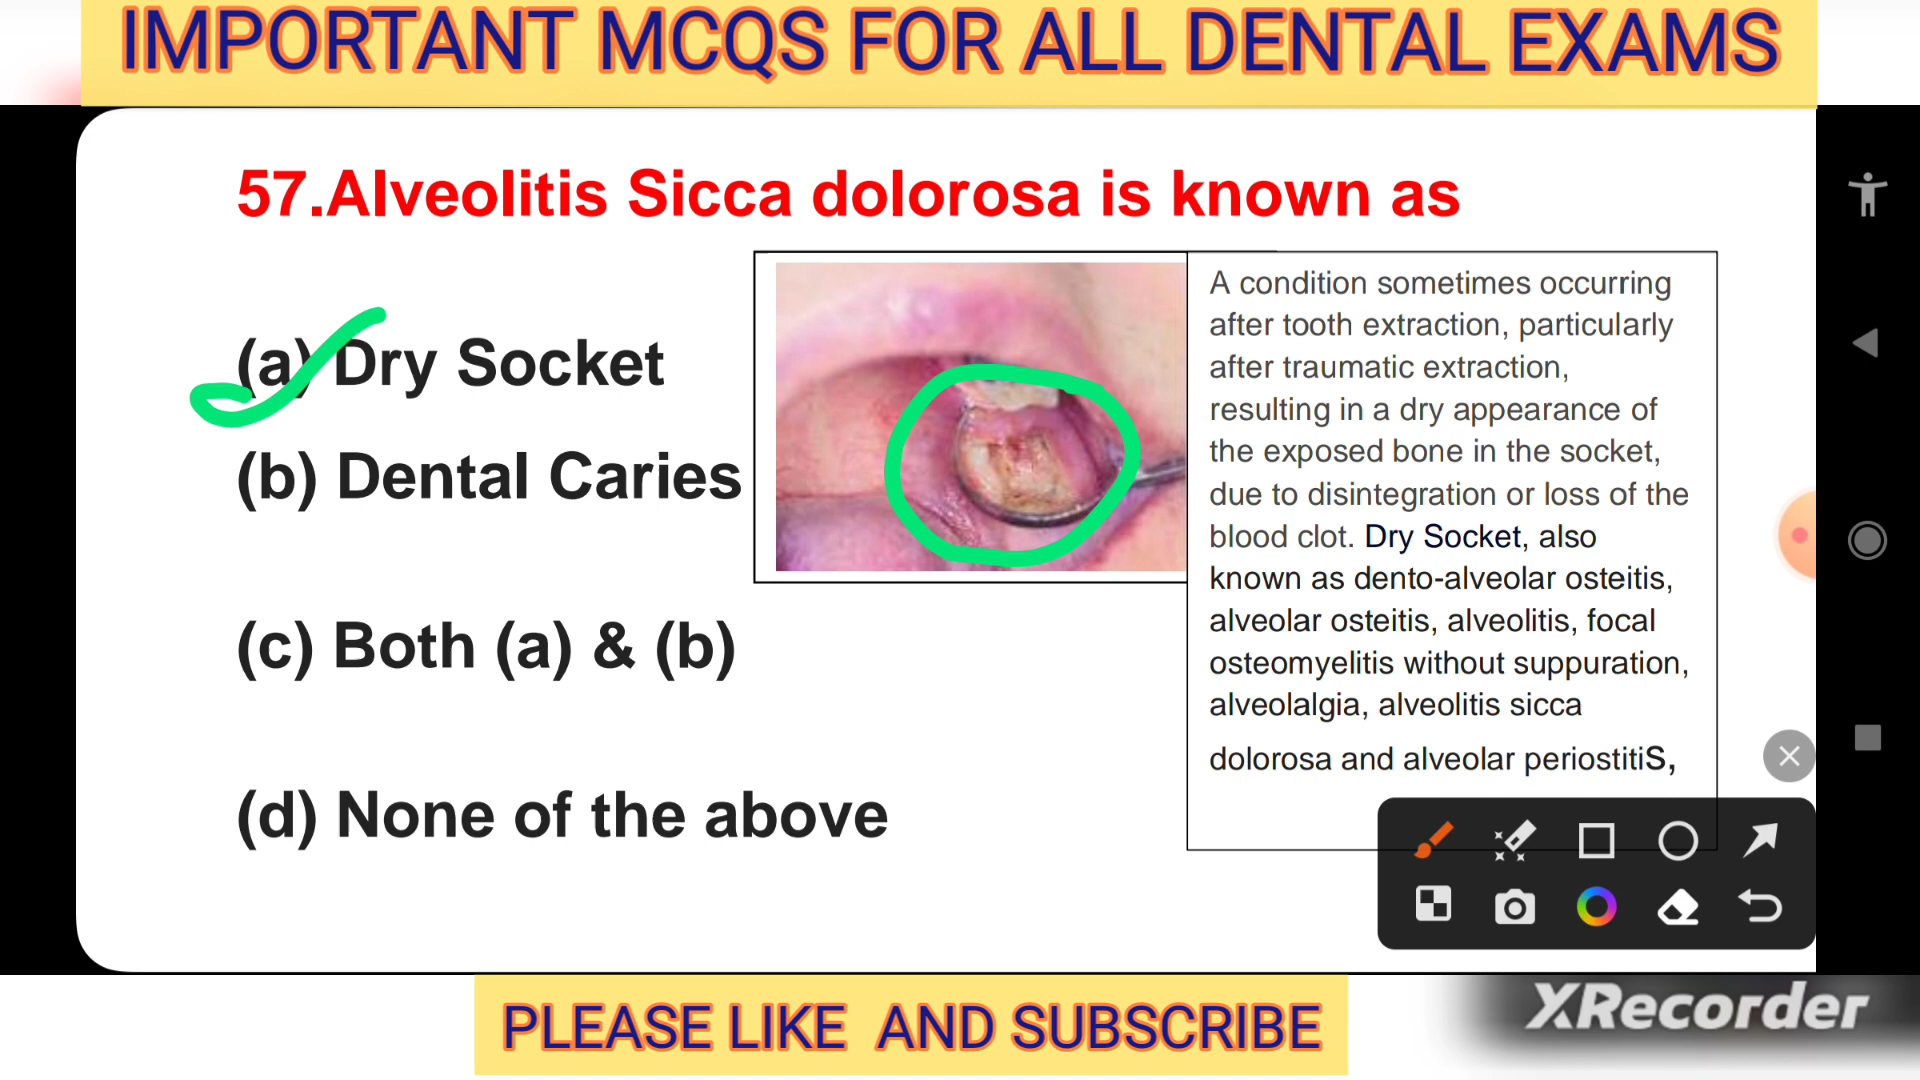 IMPORTANT MCQS FOR ALL DENTAL EXAMS
57.Alveolitis Sicca dolorosa is known as
(a) Dry Socket
(b) Dental Caries
(c) Both (a) & (b)
(d) None of the above
A condition sometimes occurring
after tooth extraction, particularly
after traumatic extraction,
resulting in a dry appearance of
the exposed bone in the socket,
due to disintegration or loss of the
blood clot. Dry Socket, also
known as dento-alveolar osteitis,
alveolar osteitis, alveolitis, focal
osteomyelitis without suppuration,
alveolalgia, alveolitis sicca
dolorosa and alveolar periostitiS,
PLEASE LIKE AND SUBSCRIBE
XRecorder